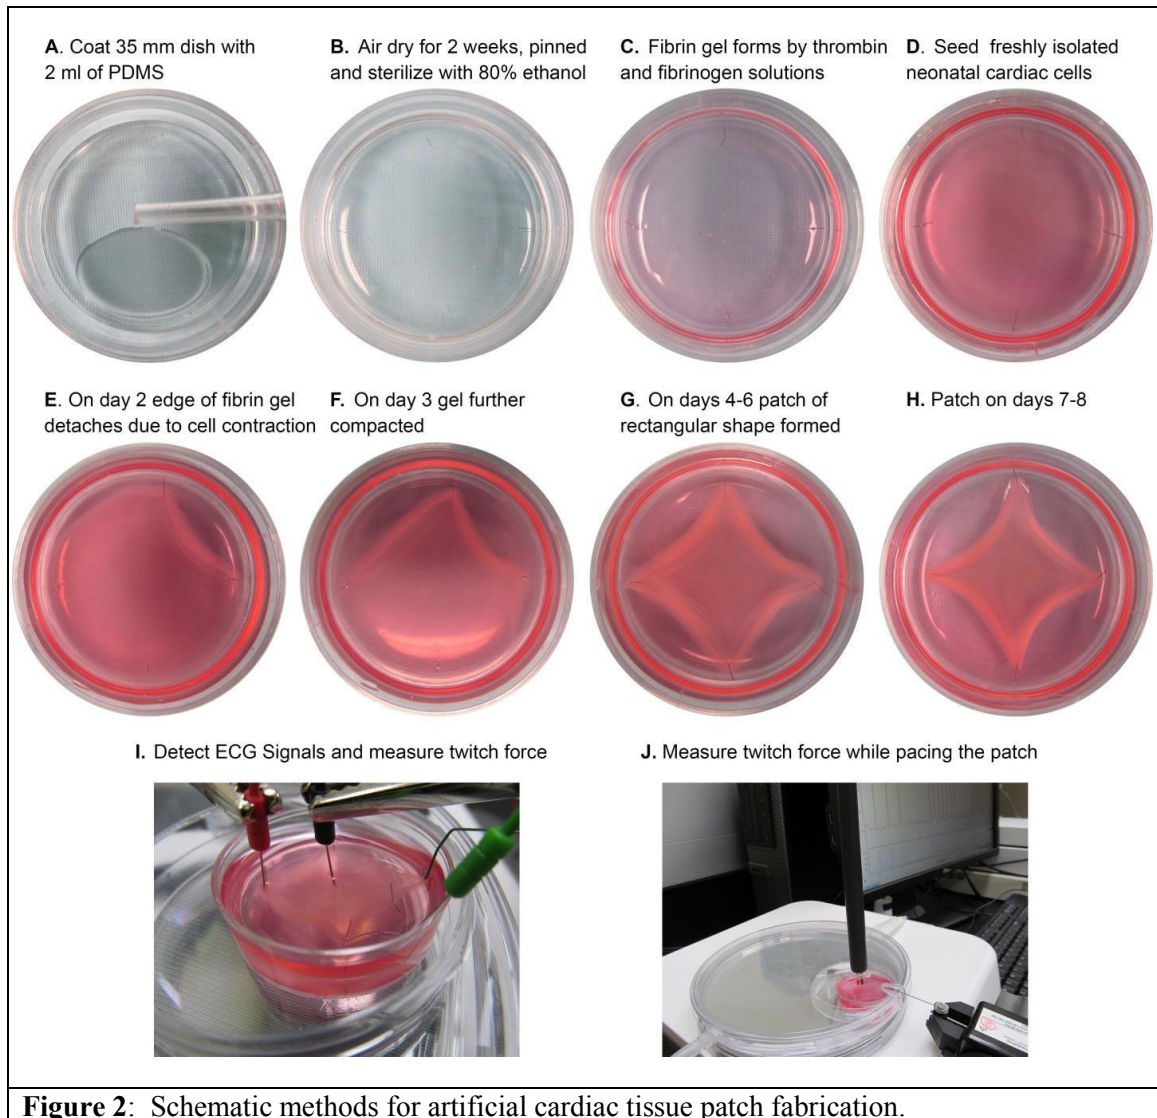 A. Coat 35 mm dish with
2 ml of PDMS
B. Air dry for 2 weeks, pinned
and sterilize with 80% ethanol
C. Fibrin gel forms by thrombin
and fibrinogen solutions
D. Seed  freshly isolated
neonatal cardiac cells
E. On day 2 edge of fibrin gel
detaches due to cell contraction
F. On day 3 gel further
compacted
G. On days 4-6 patch of
rectangular shape formed
H. Patch on days 7-8
I. Detect ECG Signals and measure twitch force
J. Measure twitch force while pacing the patch
Figure 2:  Schematic methods for artificial cardiac tissue patch fabrication.